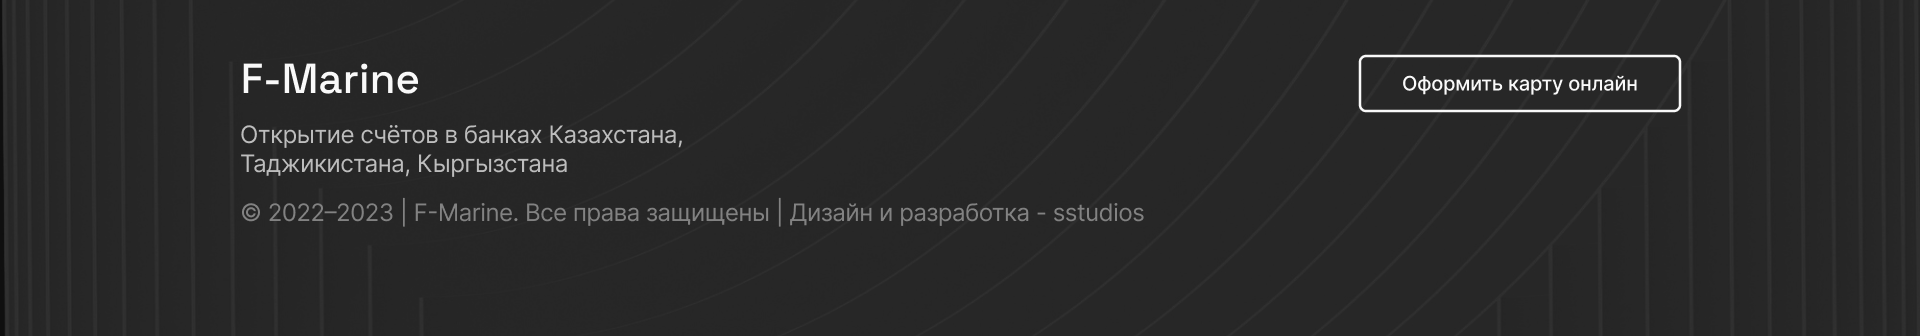 F-Marine
Оформить карту онлайн
Открытие счётов в банках Казахстана,
Таджикистана, Кыргызстана
© 2022–2023 | F-Marine. Все права защищены | Дизайн и разработка - sstudios